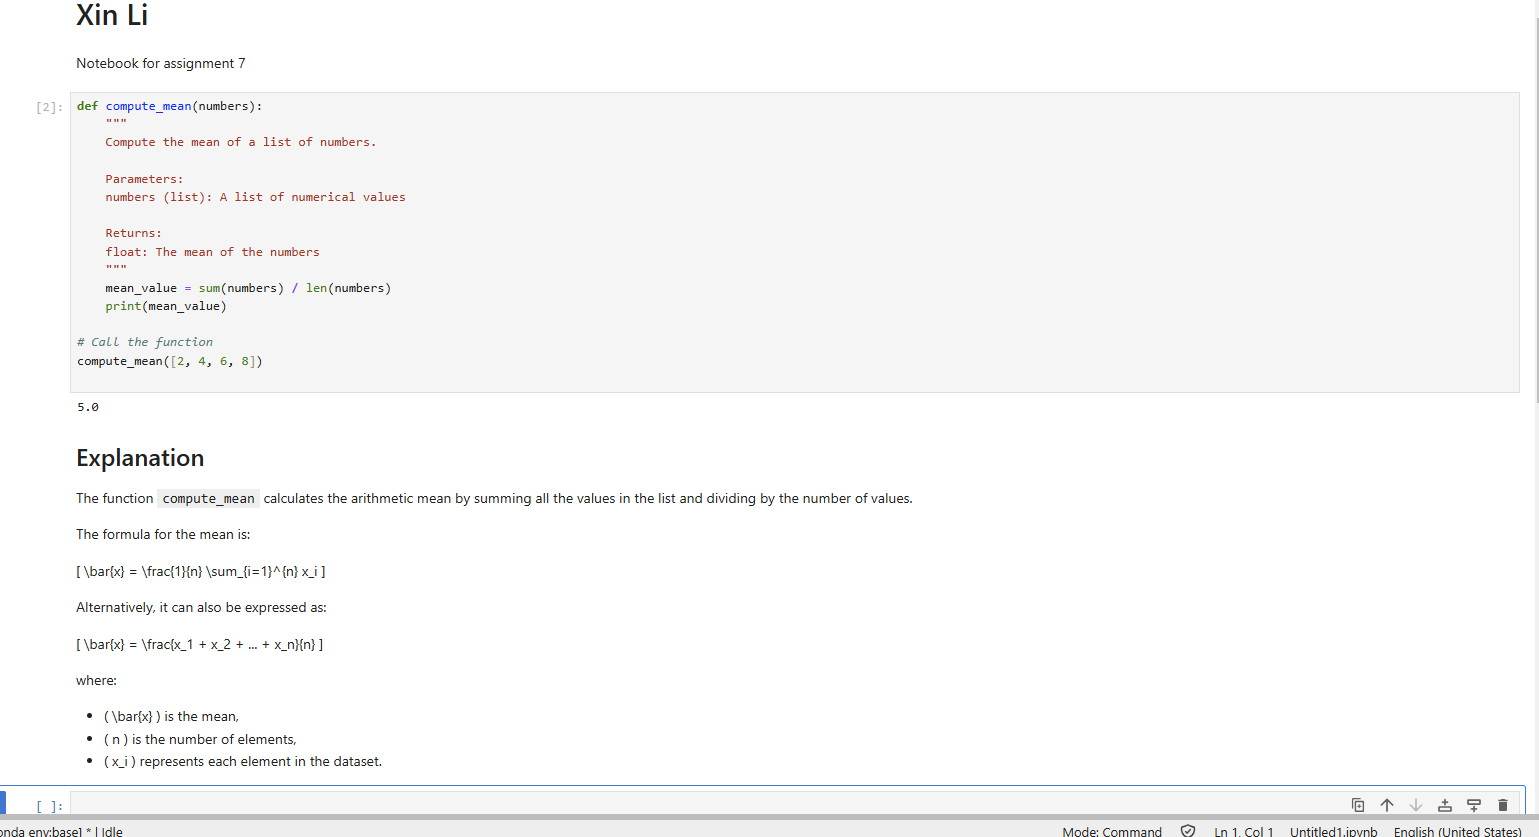 Xin Li
Notebook for assignment 7
[2]:
def compute_mean(numbers):
    """
    Compute the mean of a list of numbers.
    Parameters:
    numbers (list): A list of numerical values
    Returns:
    float: The mean of the numbers
    """
    mean_value = sum(numbers) / len(numbers)
    print(mean_value)
# Call the function
compute_mean([2, 4, 6, 8])
5.0
Explanation
The function compute_mean calculates the arithmetic mean by summing all the values in the list and dividing by the number of values.
The formula for the mean is:
[ \bar{x} = \frac{1}{n} \sum_{i=1}^{n} x_i ]
Alternatively, it can also be expressed as:
[ \bar{x} = \frac{x_1 + x_2 + ... + x_n}{n} ]
where:
• ( \bar{x} ) is the mean,
• ( n ) is the number of elements,
• ( x_i ) represents each element in the dataset.
[ ]:
onda env:base] * | Idle Mode: Command Ln 1, Col 1 Untitled1.ipynb English (United States)